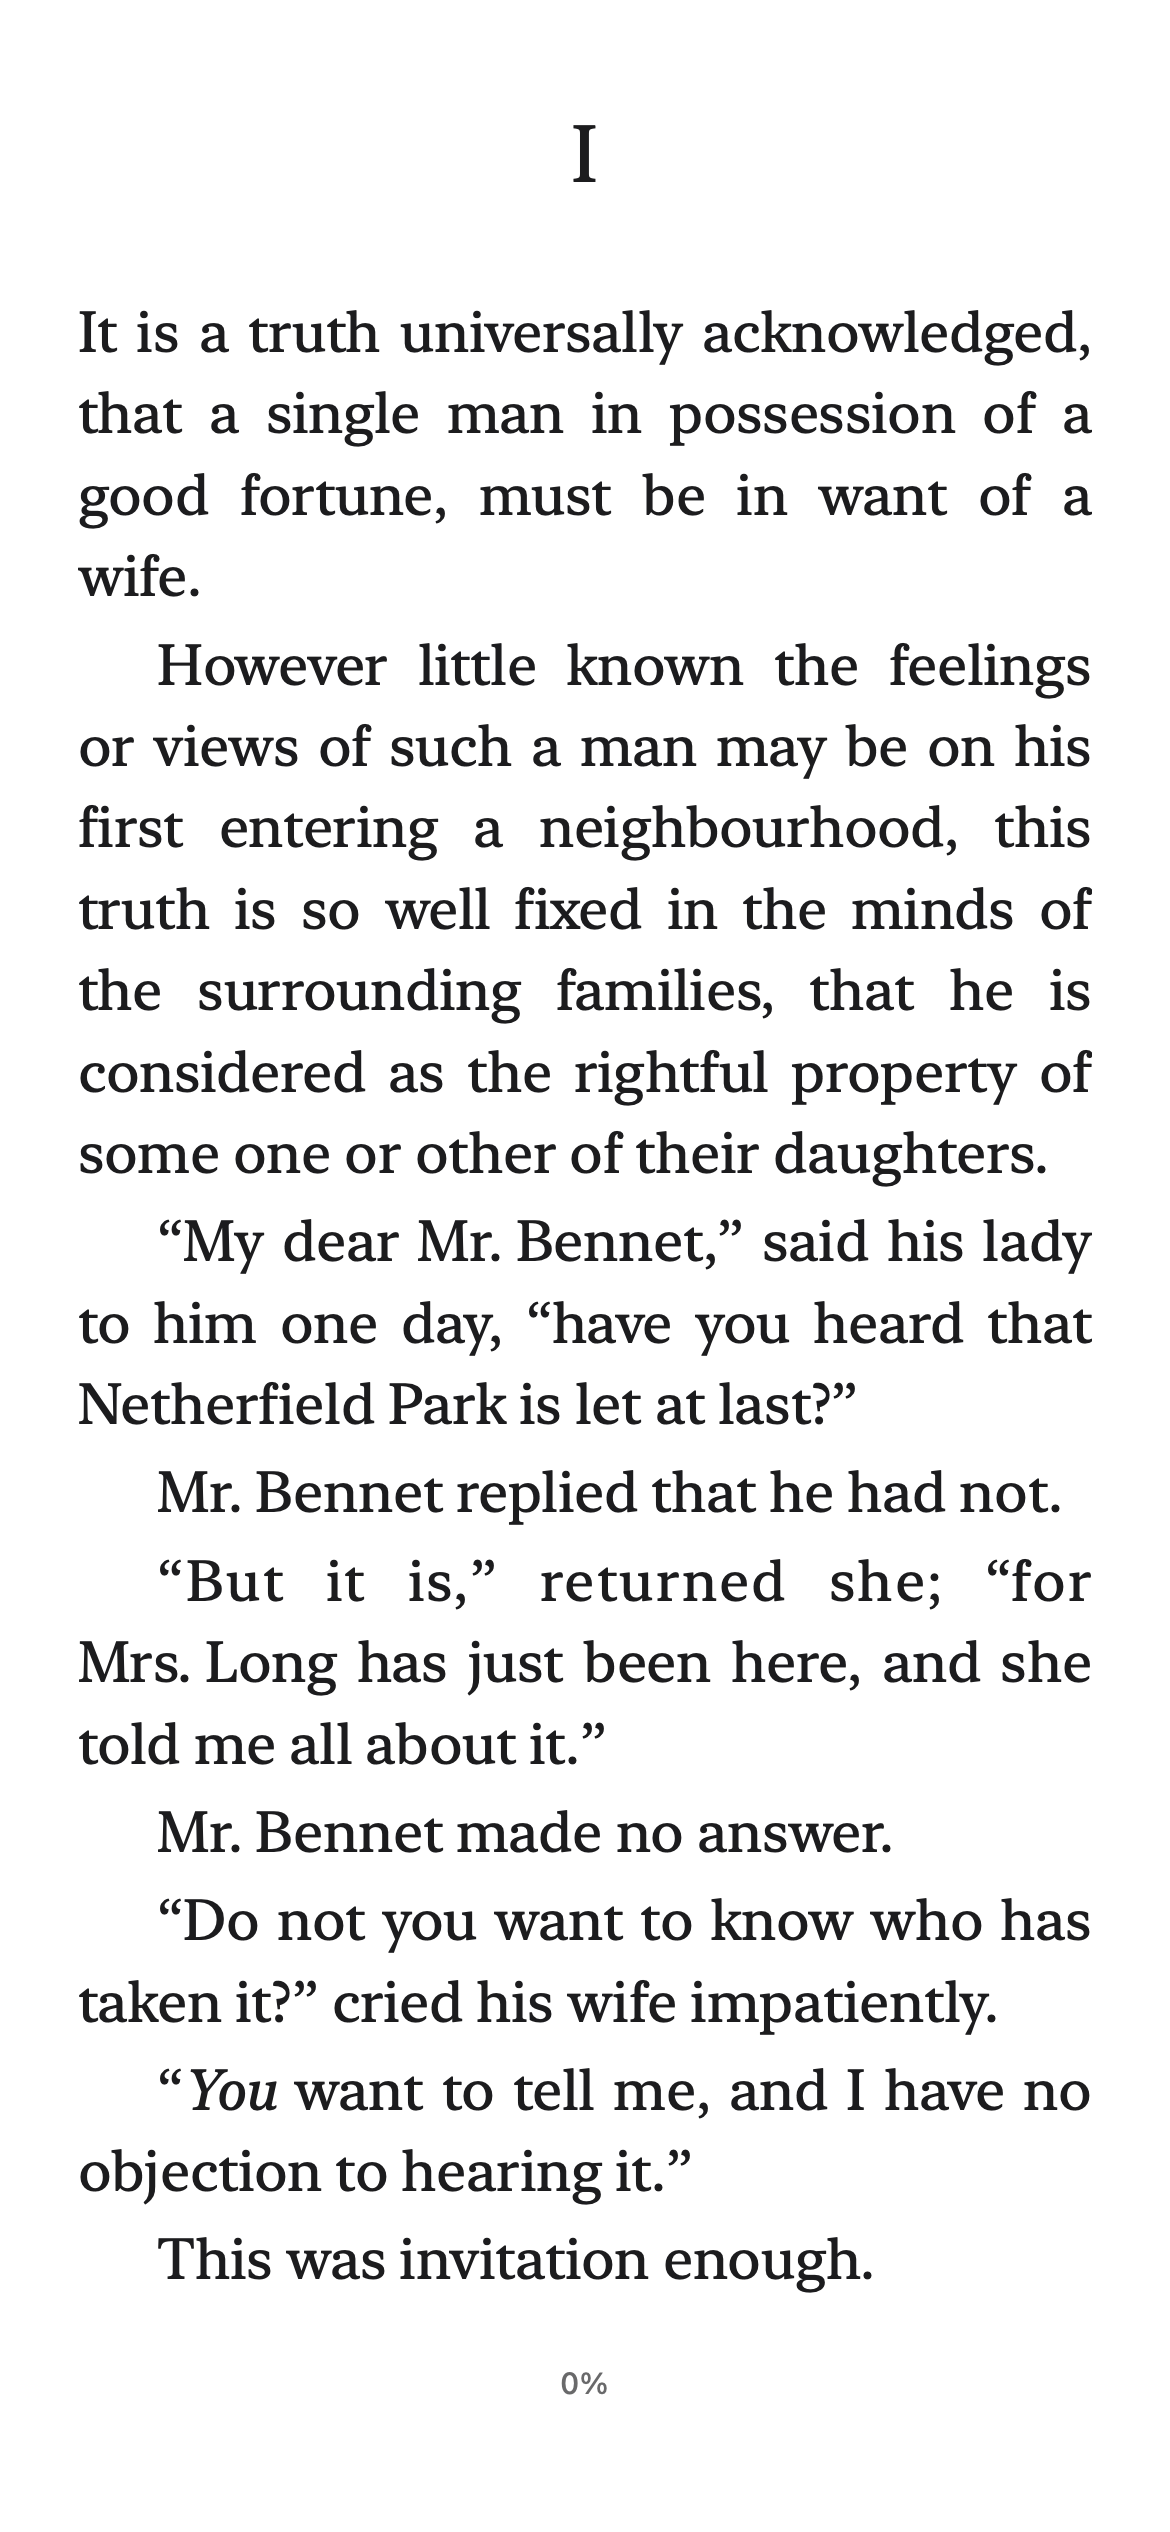 I
It is a truth universally acknowledged,
that a single man in possession of a
good fortune, must be in want of a
wife.
However little known the feelings
or views of such a man may be on his
first entering a neighbourhood, this
truth is so well fixed in the minds of
the surrounding families, that he is
considered as the rightful property of
some one or other of their daughters.
“My dear Mr. Bennet,” said his lady
to him one day, “have you heard that
Netherfield Park is let at last?”
Mr. Bennet replied that he had not.
“But it is,” returned she; “for
Mrs. Long has just been here, and she
told me all about it.”
Mr. Bennet made no answer.
“Do not you want to know who has
taken it?” cried his wife impatiently.
“You want to tell me, and I have no
objection to hearing it.”
This was invitation enough.
0%